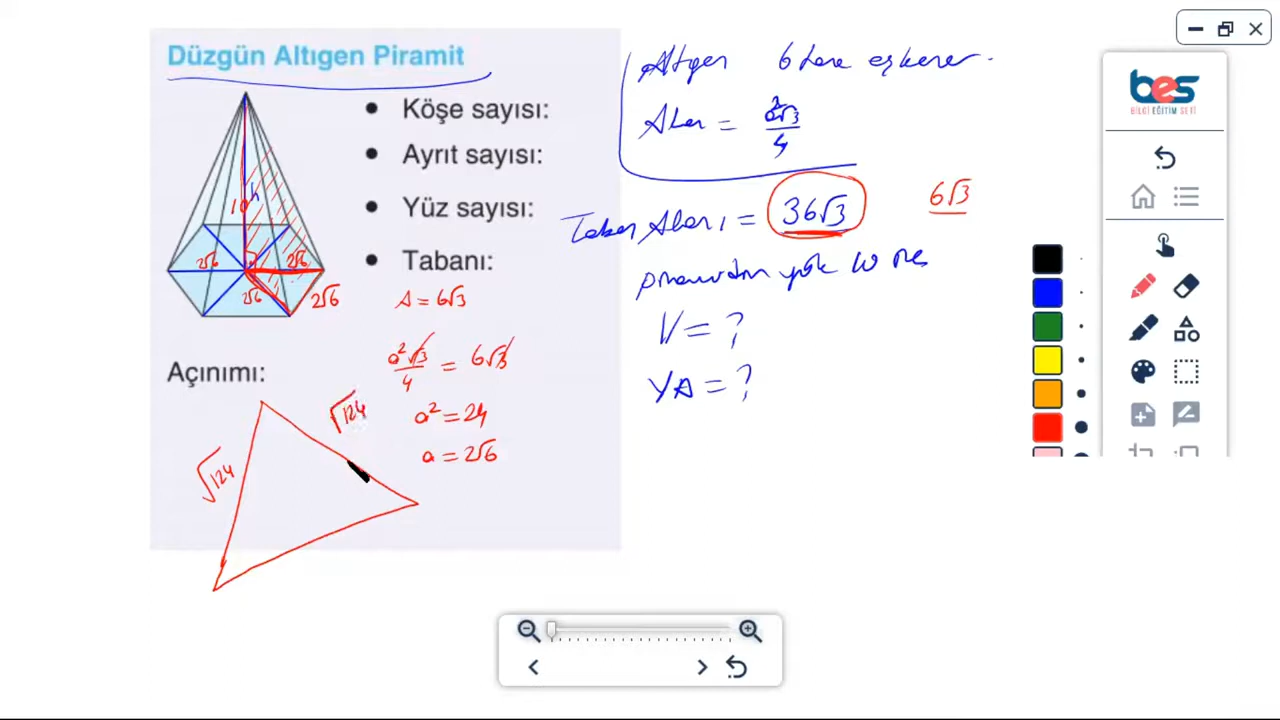 Düzgün Altıgen Piramit
• Köşe sayısı:
• Ayrıt sayısı:
• Yüz sayısı:
• Tabanı:
h
10
2√6
2√6
2√6
2√6
A = 6√3
a²√3/4 = 6√3
a² = 24
a = 2√6
Açınımı:
√124
√124
Altıgen 6 tane eşkenar
Alan = a²√3/4
Taban Alanı = 36√3
6√3
V = ?
YA = ?
bes
BİLGİ EĞİTİM SETİ